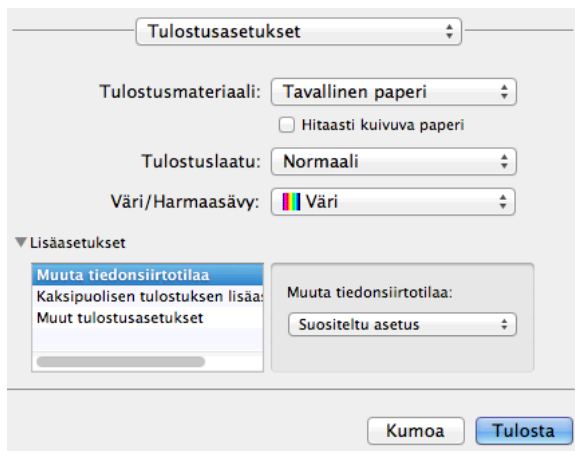 Tulostusasetukset
Tulostusmateriaali: Tavallinen paperi
Hitaasti kuivuva paperi
Tulostuslaatu: Normaali
Väri/Harmaasävy: Väri
Lisäasetukset
Muuta tiedonsiirtotilaa
Kaksipuolisen tulostuksen
Muut tulostusasetukset
Muuta tiedonsiirtotilaa:
Suositeltu asetus
Kumoa Tulosta